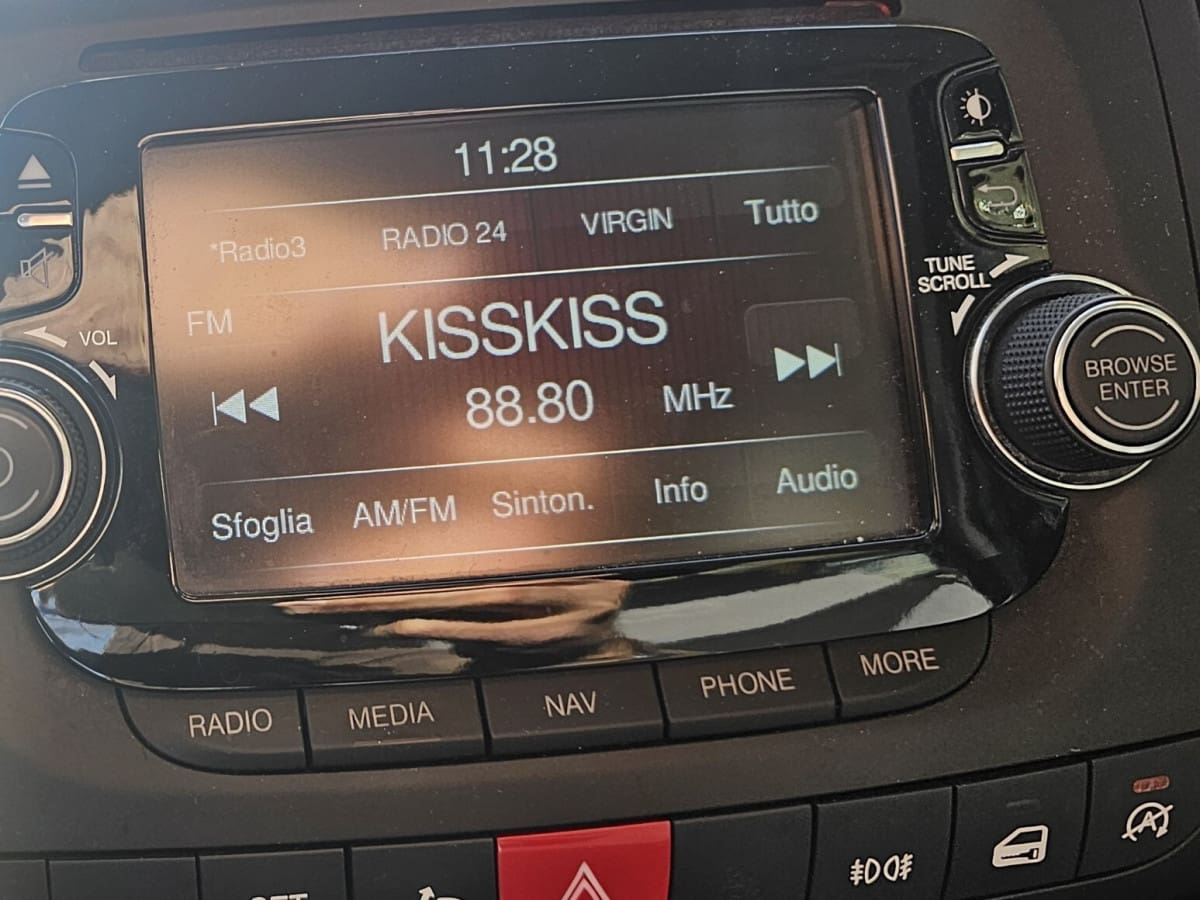 11:28
*Radio3 RADIO 24 VIRGIN Tutto
FM
KISSKISS
88.80 MHz
Sfoglia AM/FM Sinton. Info Audio
VOL
TUNE
SCROLL
BROWSE
ENTER
RADIO MEDIA NAV PHONE MORE
A